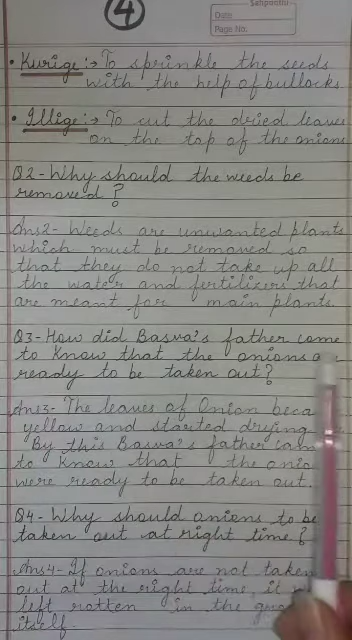 4
Sanpoorni
Date
Page No.
• Kurige :→ To sprinkle the seeds
with the help of bullocks.
• Illige :→ To cut the dried leaves
on the top of the onions
Q2- Why should the weeds be
removed ?
Ans2- Weeds are unwanted plants
which must be removed so
that they do not take up all
the water and fertilizers that
are meant for main plants.
Q3- How did Basva's father come
to know that the onions
ready to be taken out?
Ans3- The leaves of Onion
yellow and started drying
By this Basva's father
to know that the
were ready to be taken out.
Q4- Why should onions to be
taken out at right time ?
Ans4- If onions are not taken
out at the right time, it
left rotten in the
itself.